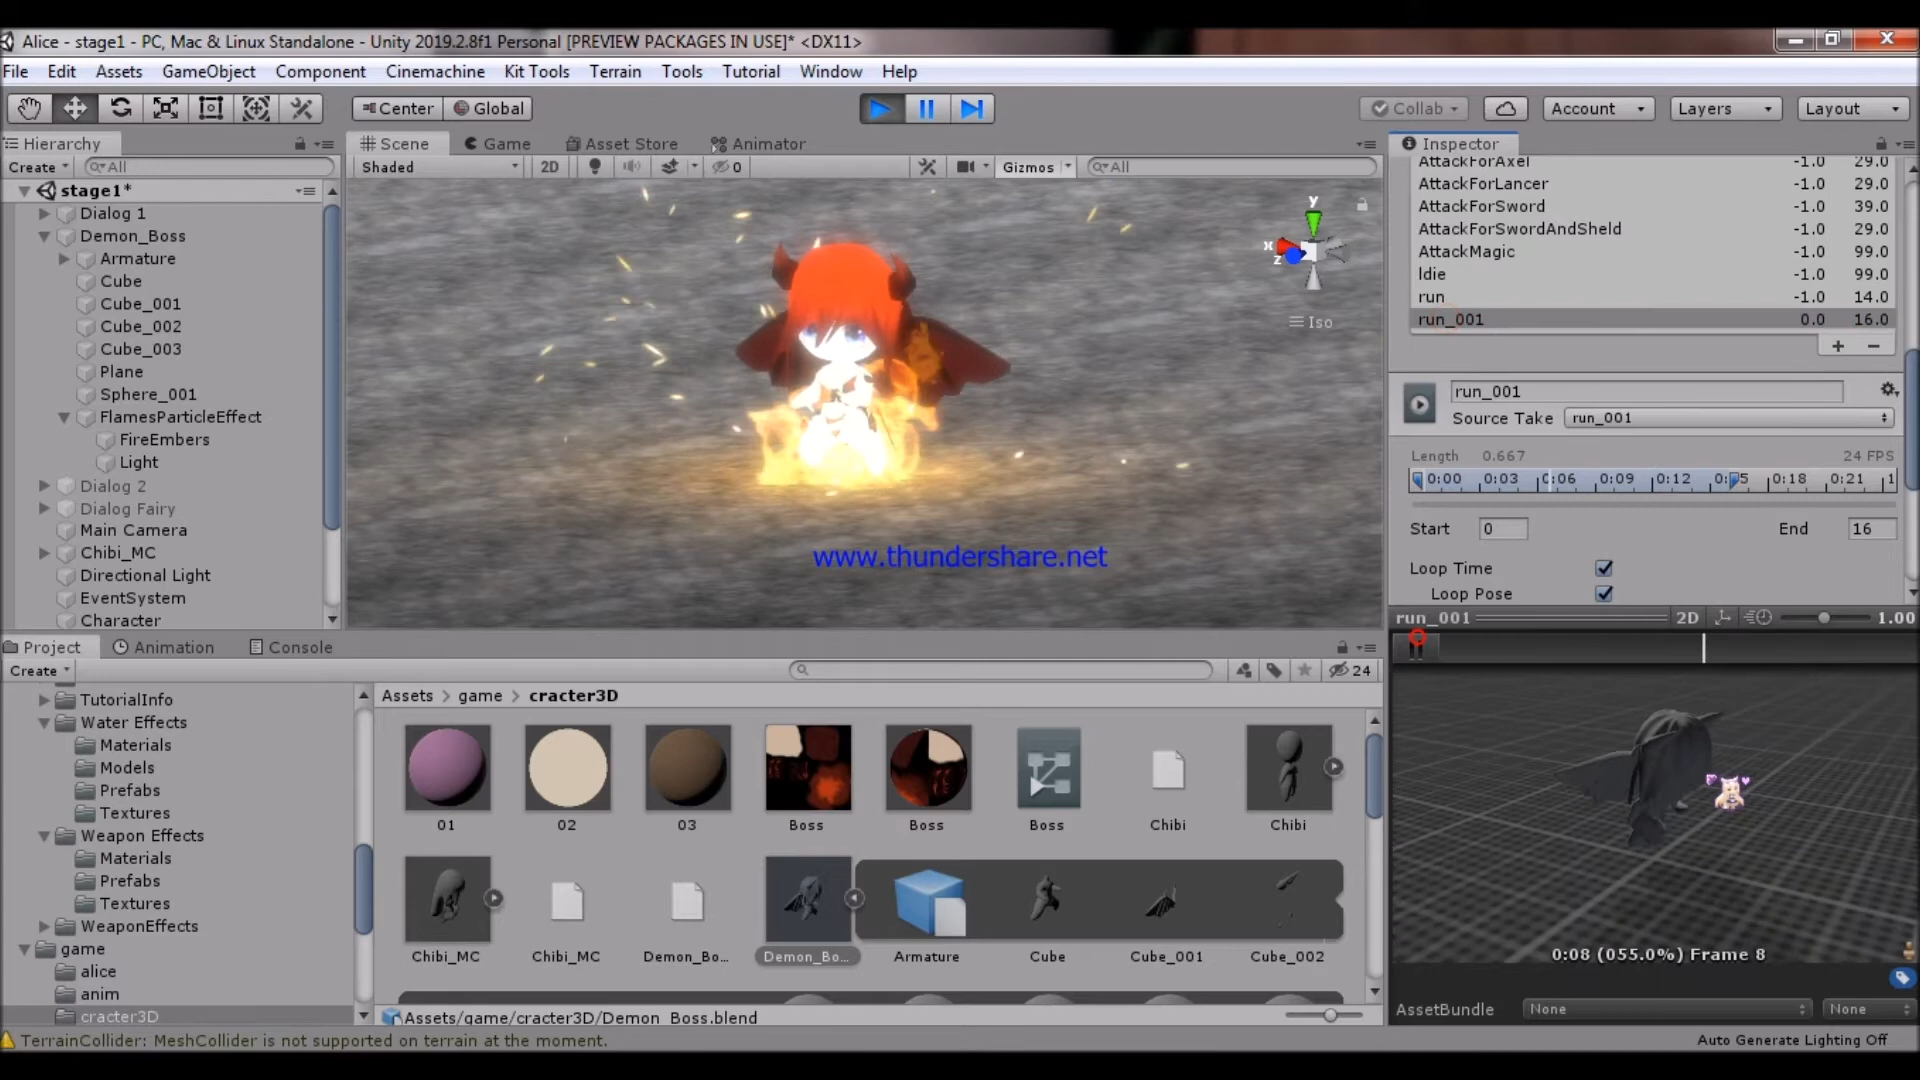 Alice - stage1 - PC, Mac & Linux Standalone - Unity 2019.2.8f1 Personal [PREVIEW PACKAGES IN USE]* <DX11>
File Edit Assets GameObject Component Cinemachine Kit Tools Terrain Tools Tutorial Window Help
Center Global Collab Account Layers Layout
Hierarchy
Create All
stage1*
Dialog 1
Demon_Boss
Armature
Cube
Cube_001
Cube_002
Cube_003
Plane
Sphere_001
FlamesParticleEffect
FireEmbers
Light
Dialog 2
Dialog Fairy
Main Camera
Chibi_MC
Directional Light
EventSystem
Character
Scene Game Asset Store Animator
Shaded 2D 0 Gizmos All
y
x
z
Iso
www.thundershare.net
Inspector
AttackForAxel -1.0 29.0
AttackForLancer -1.0 29.0
AttackForSword -1.0 39.0
AttackForSwordAndSheld -1.0 29.0
AttackMagic -1.0 99.0
Idie -1.0 99.0
run -1.0 14.0
run_001 0.0 16.0
+ -
run_001
Source Take run_001
Length 0.667 24 FPS
0:00 0:03 0:06 0:09 0:12 0:15 0:18 0:21 1
Start 0 End 16
Loop Time
Loop Pose
run_001 2D 1.00
0:08 (055.0%) Frame 8
AssetBundle None None
Project Animation Console
Create 24
TutorialInfo
Water Effects
Materials
Models
Prefabs
Textures
Weapon Effects
Materials
Prefabs
Textures
WeaponEffects
game
alice
anim
cracter3D
Assets > game > cracter3D
01 02 03 Boss Boss Boss Chibi Chibi
Chibi_MC Chibi_MC Demon_Bo... Demon_Bo... Armature Cube Cube_001 Cube_002
Assets/game/cracter3D/Demon_Boss.blend
TerrainCollider: MeshCollider is not supported on terrain at the moment.
Auto Generate Lighting Off